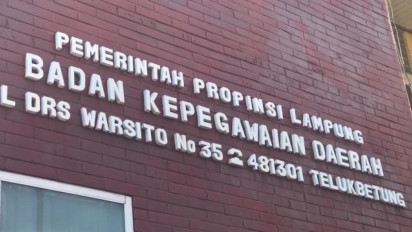 PEMERINTAH PROPINSI LAMPUNG
BADAN KEPEGAWAIAN DAERAH
L DRS WARSITO No 35 ☎ 481301 TELUKBETUNG